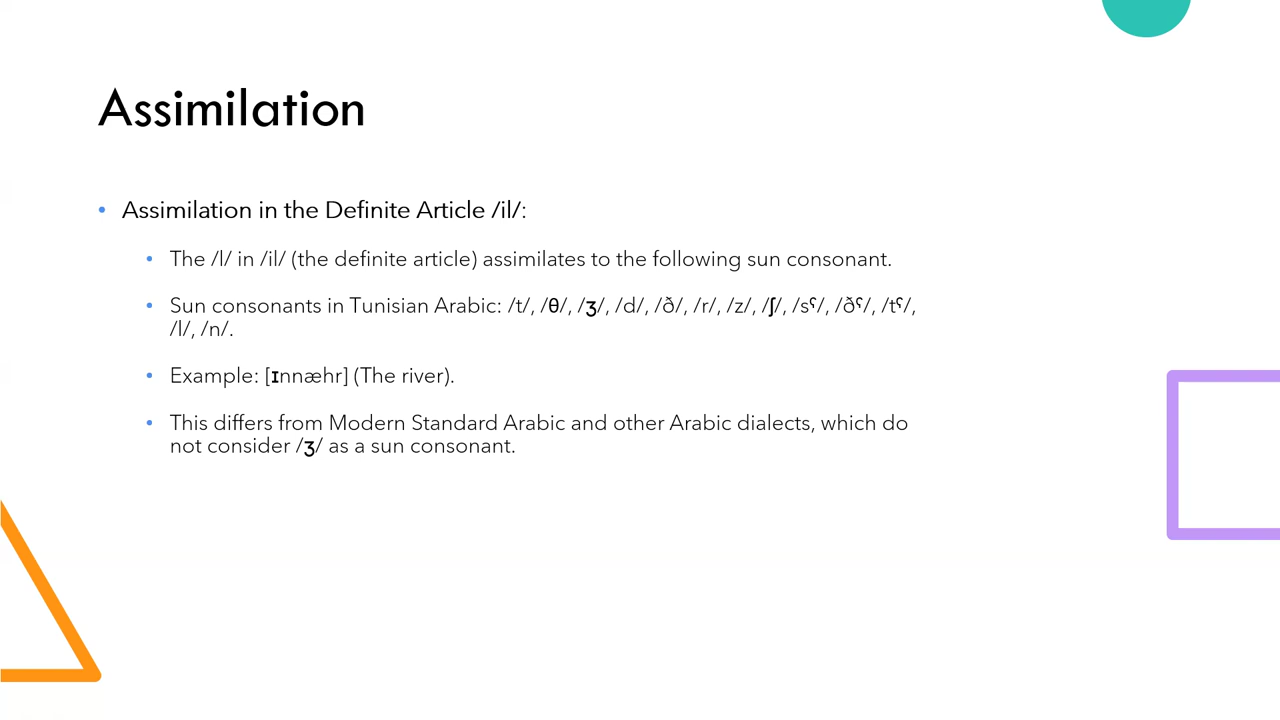 Assimilation
• Assimilation in the Definite Article /il/:
• The /l/ in /il/ (the definite article) assimilates to the following sun consonant.
• Sun consonants in Tunisian Arabic: /t/, /θ/, /ʒ/, /d/, /ð/, /r/, /z/, /ʃ/, /sˤ/, /ðˤ/, /tˤ/,
/l/, /n/.
• Example: [ɪnnæhr] (The river).
• This differs from Modern Standard Arabic and other Arabic dialects, which do
not consider /ʒ/ as a sun consonant.